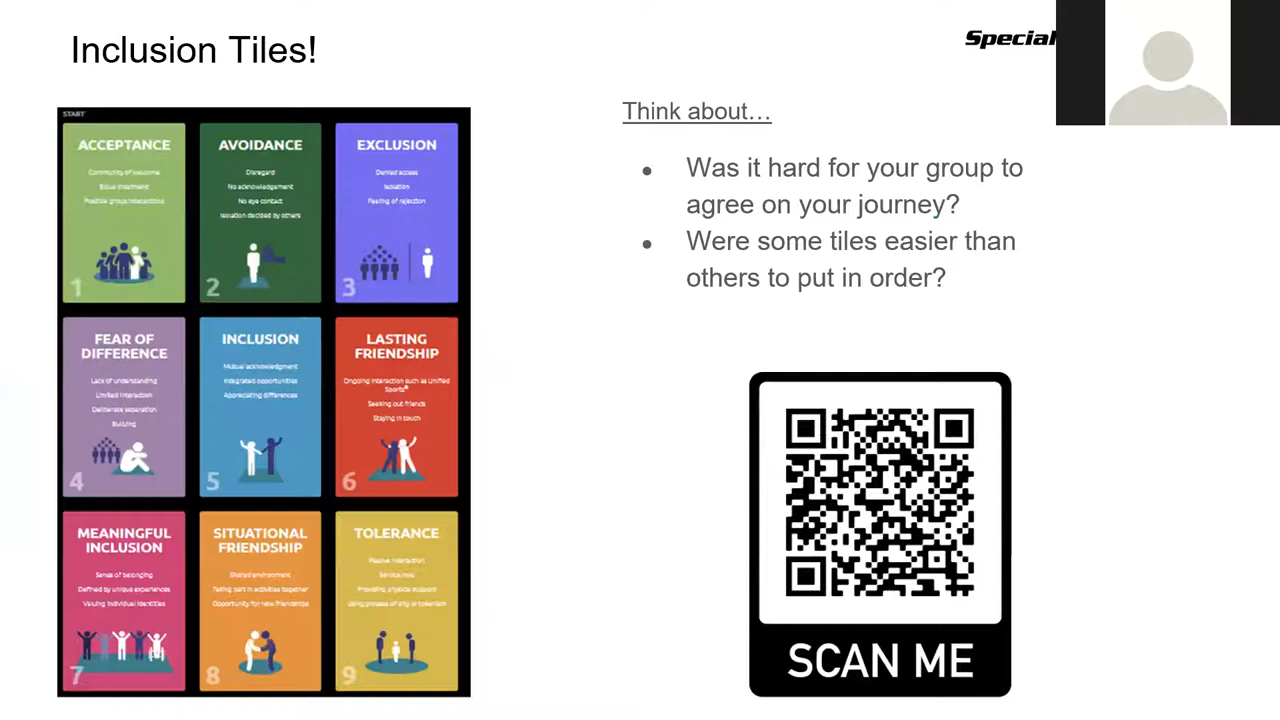 Inclusion Tiles!
Special
START
ACCEPTANCE
Community of welcome
Equal treatment
Positive group interactions
1
AVOIDANCE
Disregard
No acknowledgement
No eye contact
Isolation decided by others
2
EXCLUSION
Denied access
Isolation
Feeling of rejection
3
FEAR OF
DIFFERENCE
Lack of understanding
Limited interaction
Deliberate separation
Bullying
4
INCLUSION
Mutual acknowledgment
Integrated opportunities
Appreciating differences
5
LASTING
FRIENDSHIP
Ongoing interaction such as Unified
Sports®
Seeking out friends
Staying in touch
6
MEANINGFUL
INCLUSION
Sense of belonging
Defined by unique experiences
Valuing individual identities
7
SITUATIONAL
FRIENDSHIP
Shared environment
Taking part in activities together
Opportunity for new friendships
8
TOLERANCE
Passive interaction
Service role
Providing physical support
Using phrases of pity or tokenism
9
Think about…
● Was it hard for your group to
agree on your journey?
● Were some tiles easier than
others to put in order?
SCAN ME